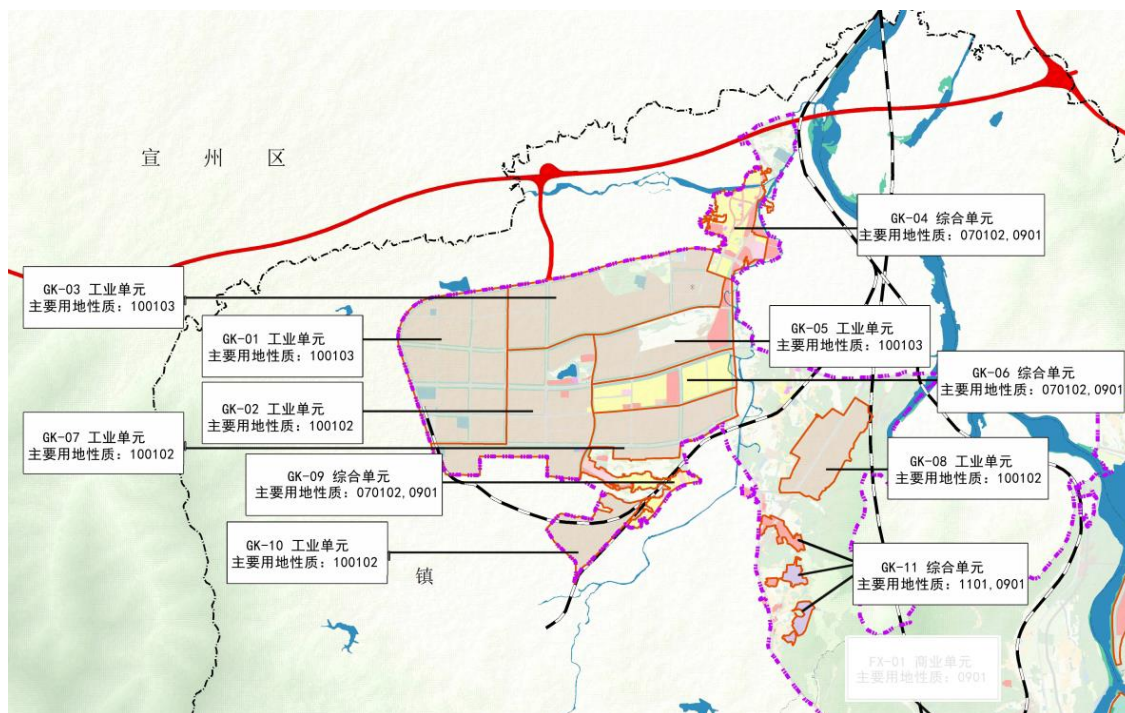 宣 州 区
GK-04 综合单元
主要用地性质：070102,0901
GK-03 工业单元
主要用地性质：100103
GK-01 工业单元
主要用地性质：100103
GK-05 工业单元
主要用地性质：100103
GK-06 综合单元
主要用地性质：070102,0901
GK-02 工业单元
主要用地性质：100102
GK-07 工业单元
主要用地性质：100102
GK-09 综合单元
主要用地性质：070102,0901
GK-08 工业单元
主要用地性质：100102
GK-10 工业单元
主要用地性质：100102
镇
GK-11 综合单元
主要用地性质：1101,0901
FX-01 商业单元
主要用地性质：0901